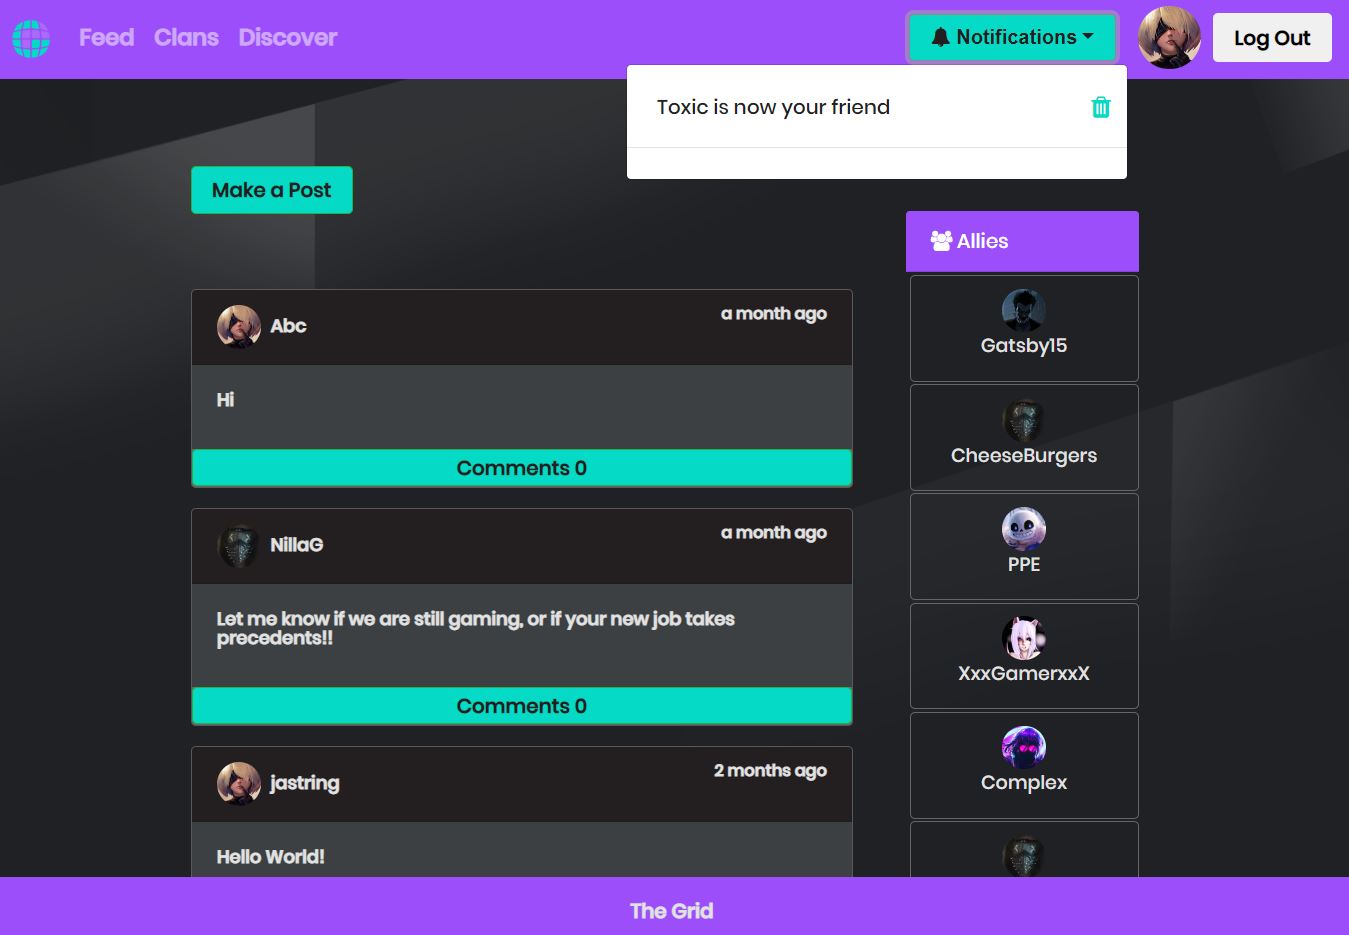 Feed Clans Discover
Notifications
Log Out
Toxic is now your friend
Make a Post
Allies
Abc
a month ago
Hi
Comments 0
NillaG
a month ago
Let me know if we are still gaming, or if your new job takes
precedents!!
Comments 0
jastring
2 months ago
Hello World!
Gatsby15
CheeseBurgers
PPE
XxxGamerxxX
Complex
The Grid